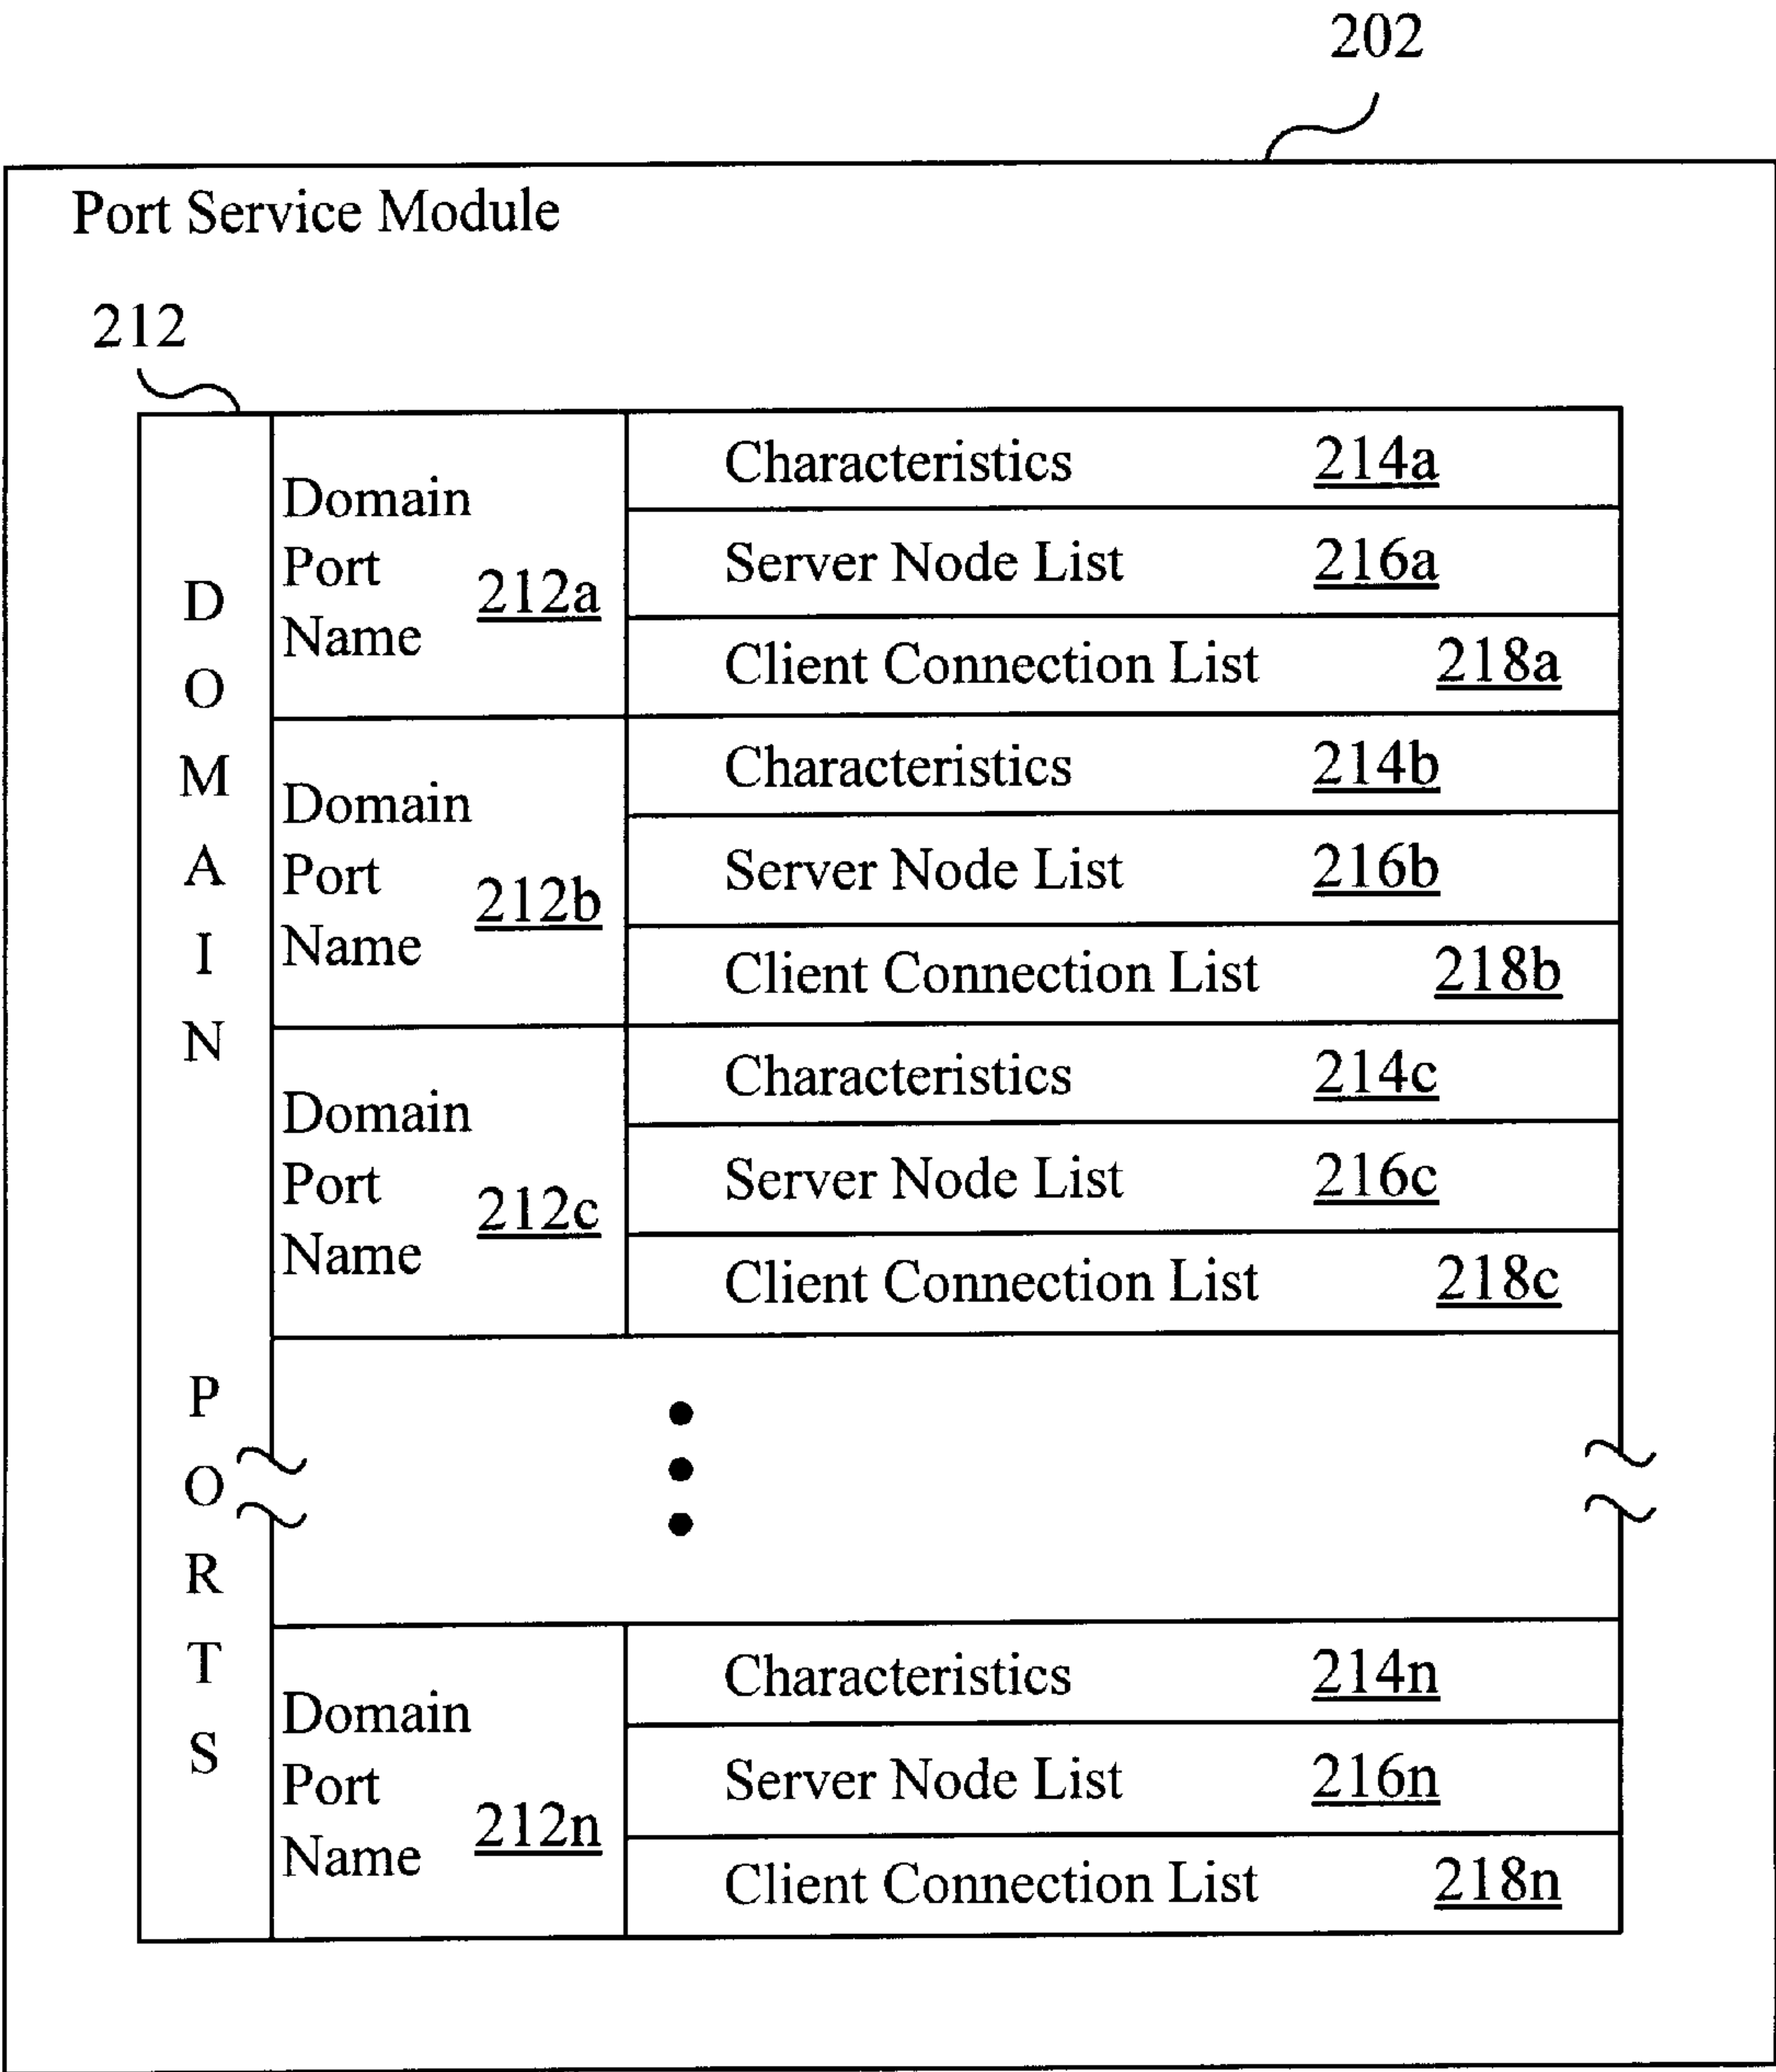 202
Port Service Module
212
DOMAIN PORTS
Domain Port Name 212a
Characteristics 214a
Server Node List 216a
Client Connection List 218a
Domain Port Name 212b
Characteristics 214b
Server Node List 216b
Client Connection List 218b
Domain Port Name 212c
Characteristics 214c
Server Node List 216c
Client Connection List 218c
Domain Port Name 212n
Characteristics 214n
Server Node List 216n
Client Connection List 218n